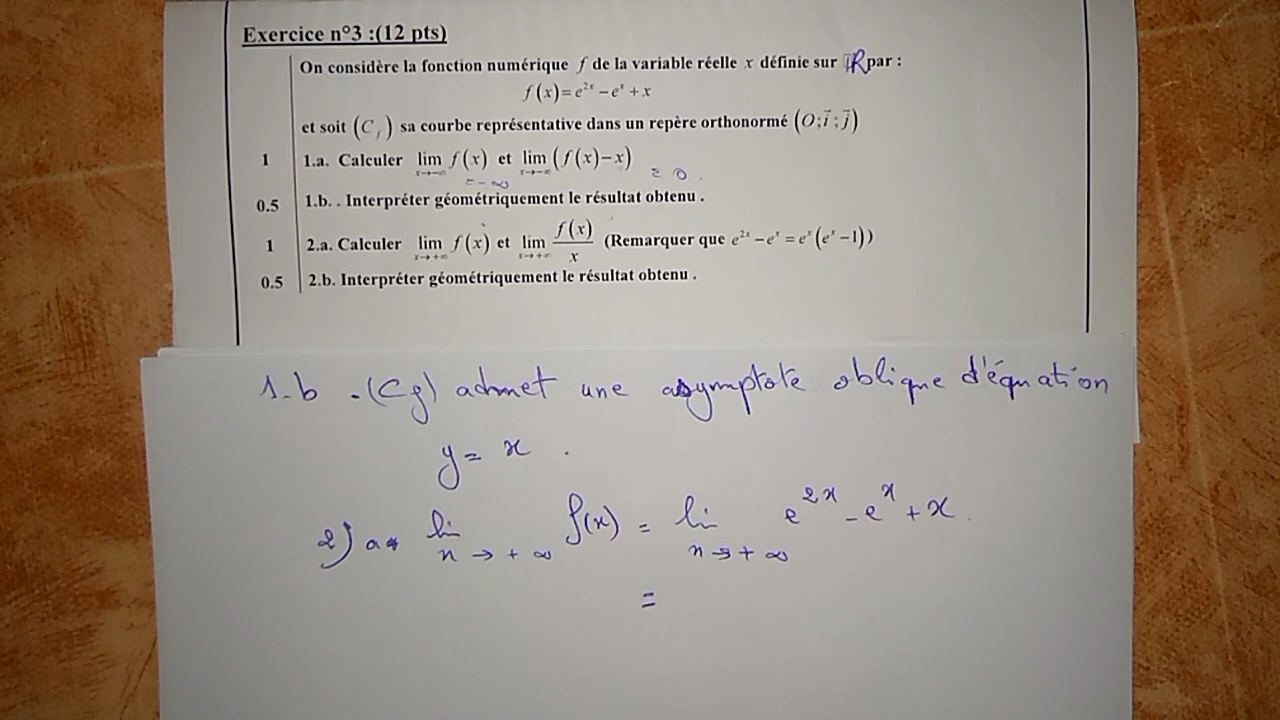 Exercice n°3 :(12 pts)
On considère la fonction numérique f de la variable réelle x définie sur ℝ par :
f(x)=e^{2x} − e^x + x
et soit (C_f) sa courbe représentative dans un repère orthonormé (O;i⃗;j⃗)
1 1.a. Calculer lim_{x→−∞} f(x) et lim_{x→−∞} (f(x)−x)
= −∞ = 0
0.5 1.b. . Interpréter géométriquement le résultat obtenu .
1 2.a. Calculer lim_{x→+∞} f(x) et lim_{x→+∞} f(x)/x (Remarquer que e^{2x} − e^x = e^x(e^x −1))
0.5 2.b. Interpréter géométriquement le résultat obtenu .
1-b . (Cf) admet une asymptote oblique d'équation
y = x .
2) a. lim_{n→+∞} f(x) = lim_{n→+∞} e^{2x} - e^x + x .
=